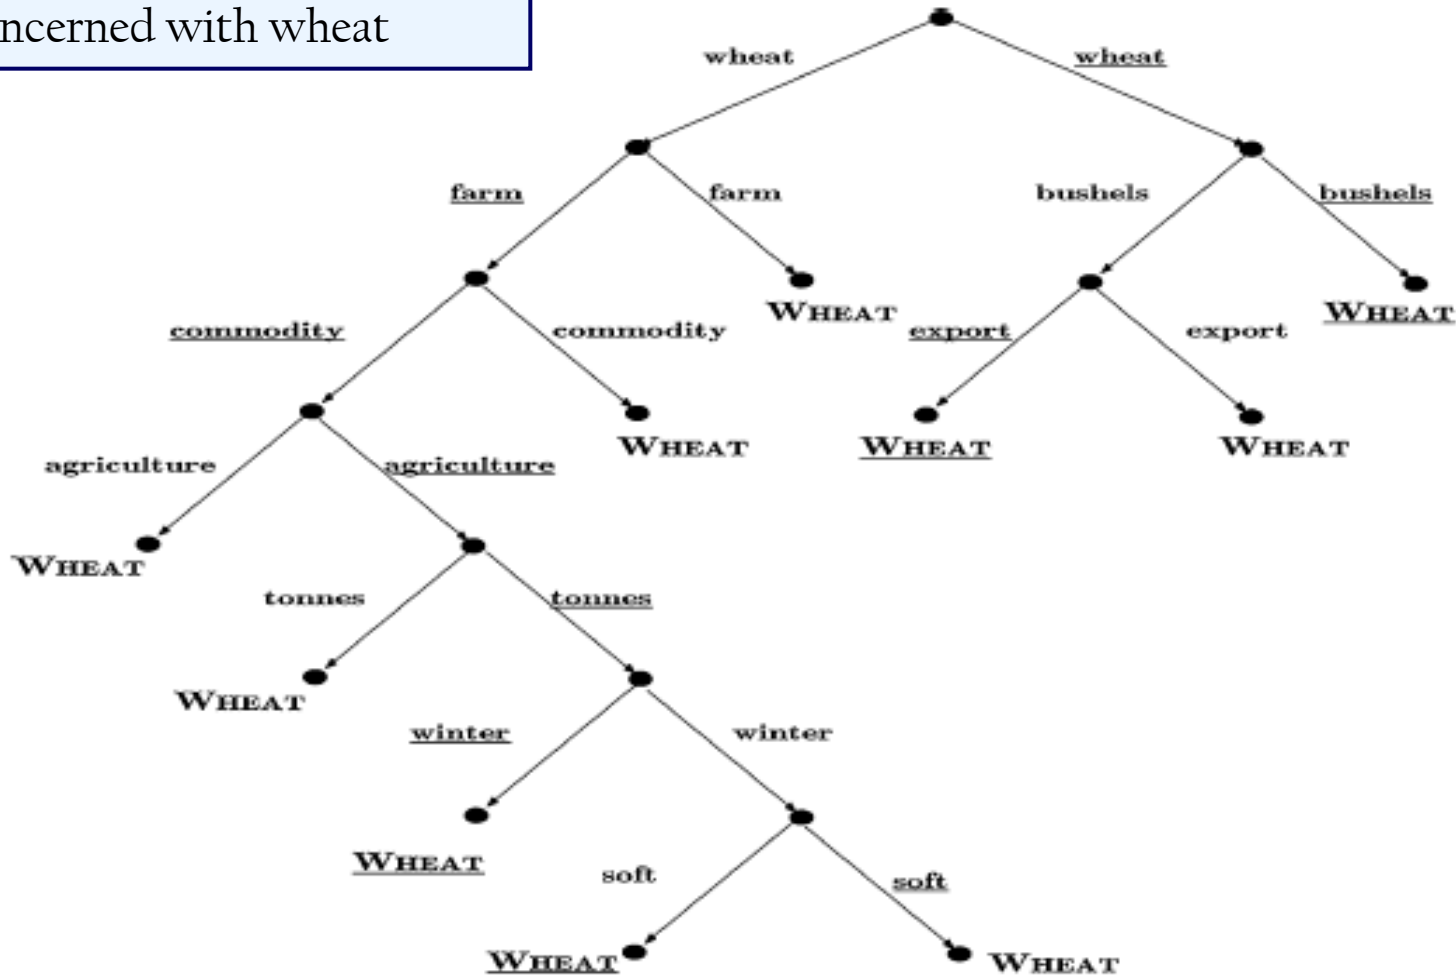 ncerned with wheat
wheat wheat
farm farm bushels bushels
WHEAT WHEAT
commodity commodity export export
WHEAT WHEAT WHEAT
agriculture agriculture
WHEAT
tonnes tonnes
WHEAT
winter winter
WHEAT
soft soft
WHEAT WHEAT